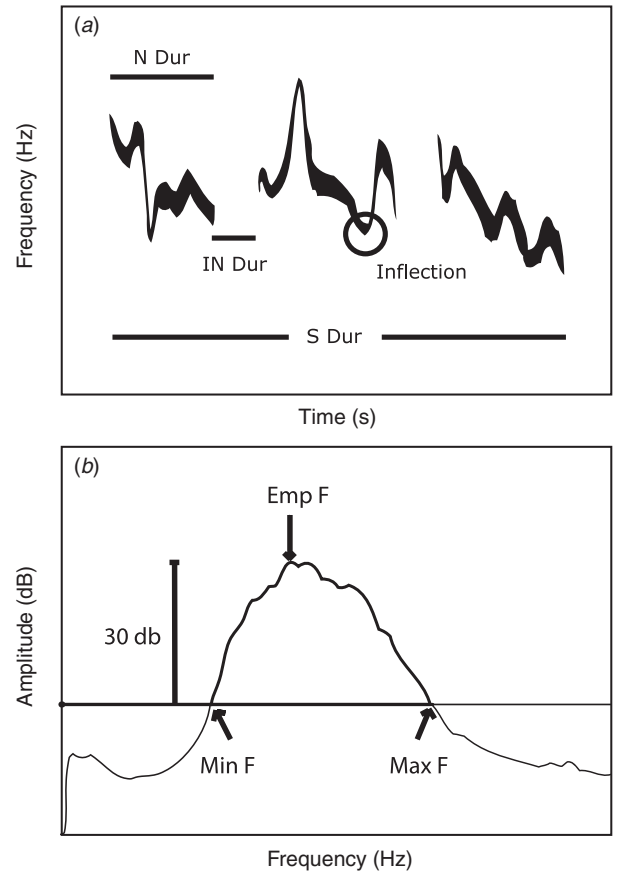 (a)
N Dur
Frequency (Hz)
IN Dur
Inflection
S Dur
Time (s)
(b)
Emp F
Amplitude (dB)
30 db
Min F
Max F
Frequency (Hz)